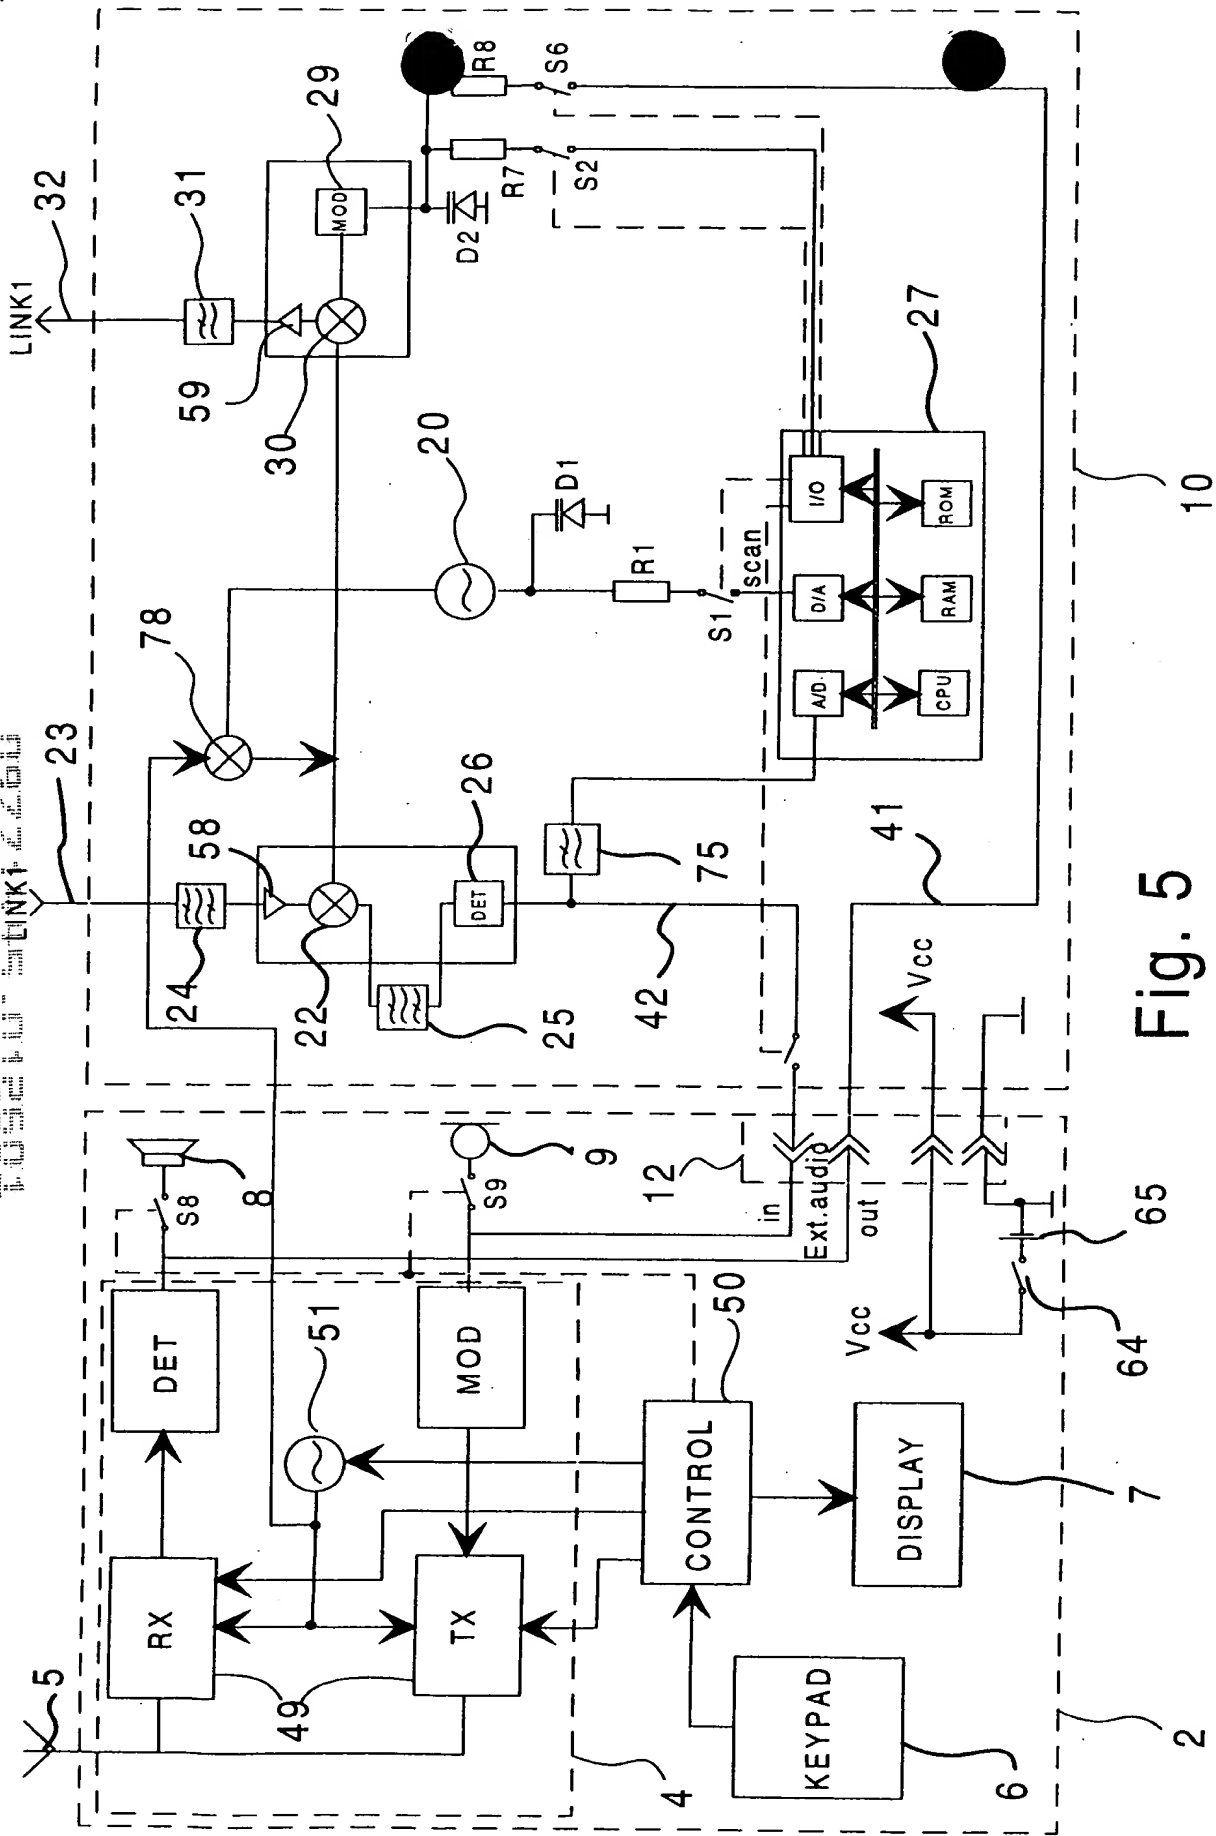 LINK1
32
31
29
R8
S6
59
30
MOD
D2
R7
S2
20
D1
R1
S1
scan
I/O
D/A
A/D
ROM
RAM
CPU
27
10
LINK1
23
78
24
58
22
26
DET
25
75
42
41
Vcc
Fig. 5
5
RX
DET
S8
8
49
51
TX
MOD
S9
9
12
in
Ext.audio
out
4
CONTROL
50
Vcc
64
65
KEYPAD
6
DISPLAY
7
2